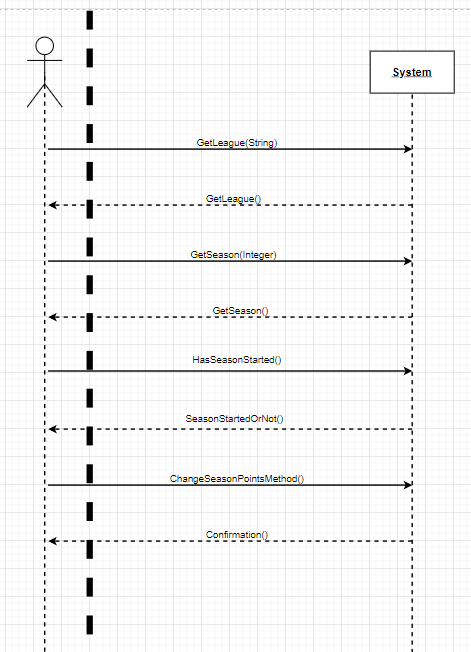 System
GetLeague(String)
GetLeague()
GetSeason(Integer)
GetSeason()
HasSeasonStarted()
SeasonStartedOrNot()
ChangeSeasonPointsMethod()
Confirmation()